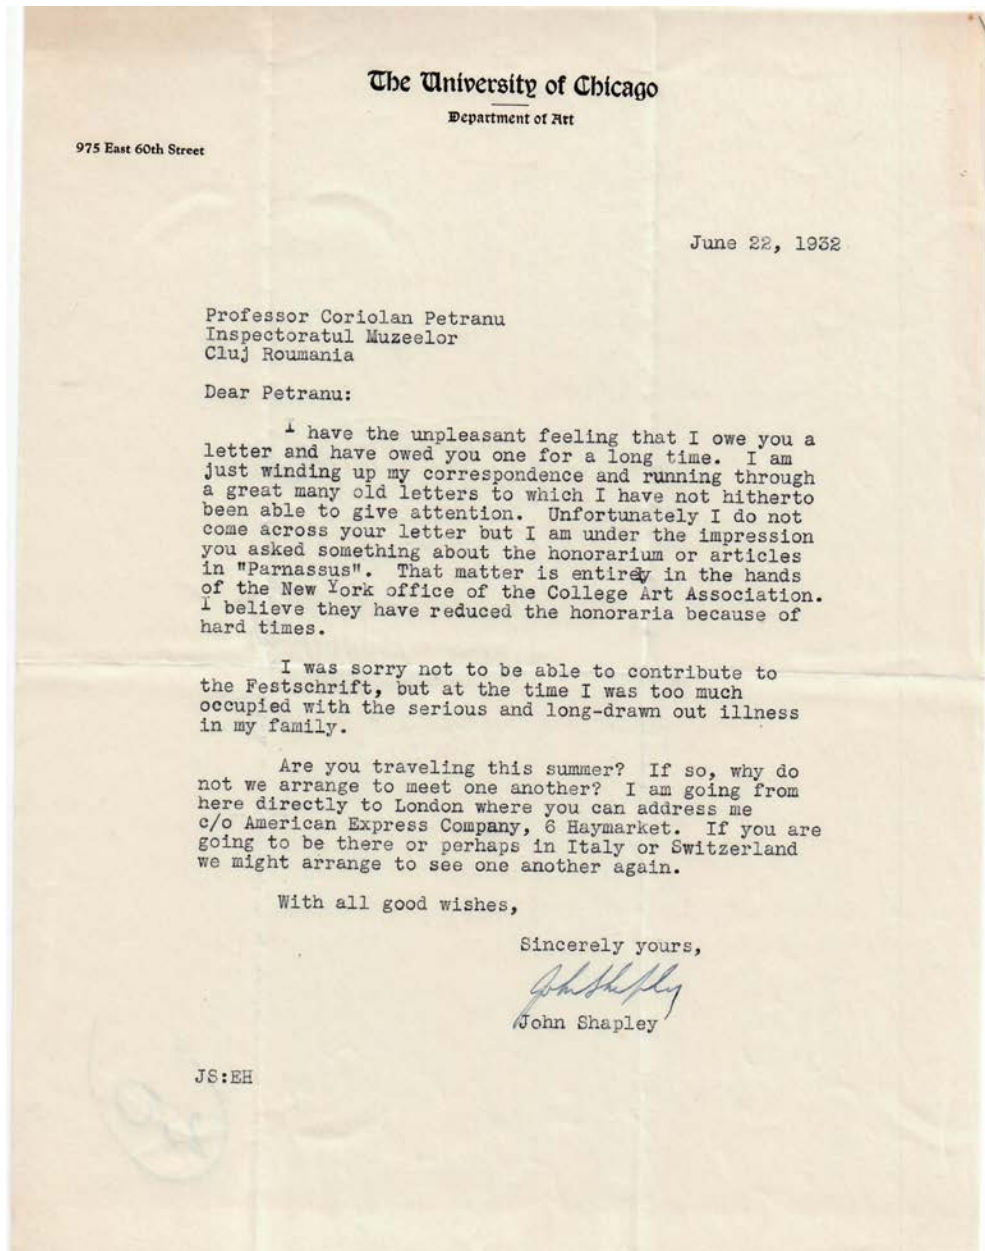 The University of Chicago
Department of Art
975 East 60th Street
June 22, 1932
Professor Coriolan Petranu
Inspectoratul Muzeelor
Cluj Roumania
Dear Petranu:
I have the unpleasant feeling that I owe you a
letter and have owed you one for a long time. I am
just winding up my correspondence and running through
a great many old letters to which I have not hitherto
been able to give attention. Unfortunately I do not
come across your letter but I am under the impression
you asked something about the honorarium or articles
in "Parnassus". That matter is entirely in the hands
of the New York office of the College Art Association.
I believe they have reduced the honoraria because of
hard times.
I was sorry not to be able to contribute to
the Festschrift, but at the time I was too much
occupied with the serious and long-drawn out illness
in my family.
Are you traveling this summer? If so, why do
not we arrange to meet one another? I am going from
here directly to London where you can address me
c/o American Express Company, 6 Haymarket. If you are
going to be there or perhaps in Italy or Switzerland
we might arrange to see one another again.
With all good wishes,
Sincerely yours,
John Shapley
John Shapley
JS:EH